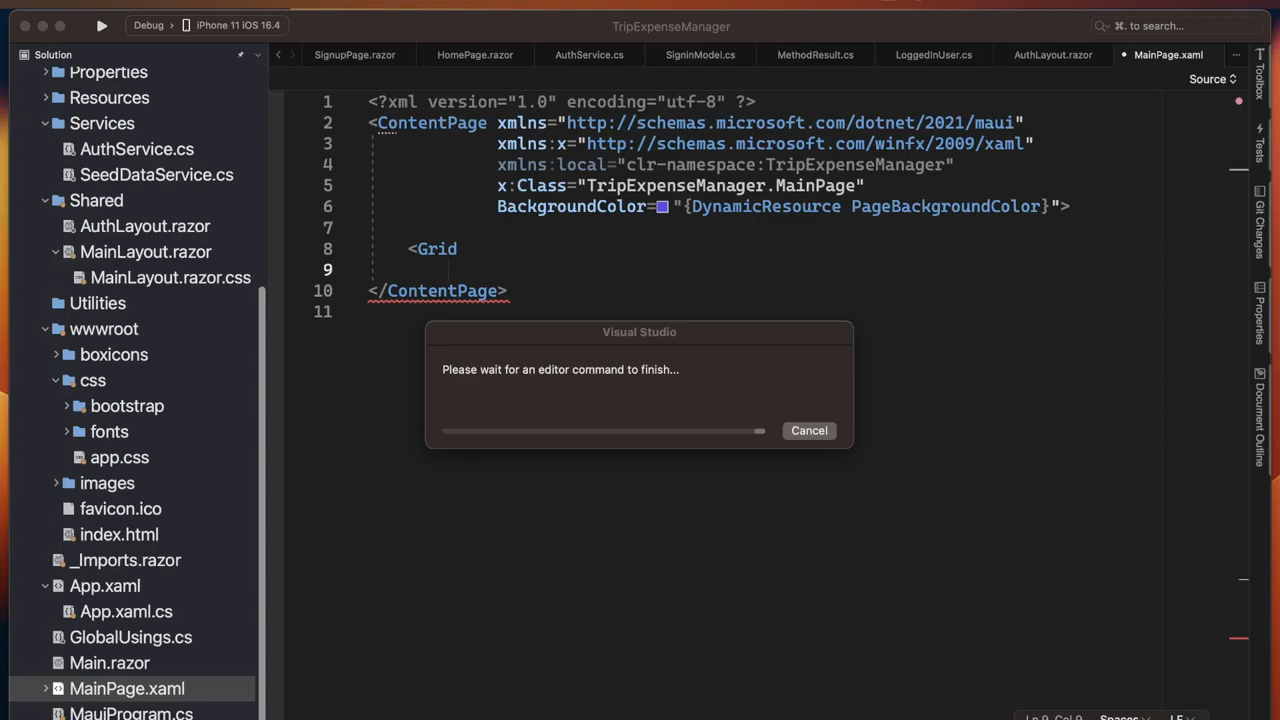 Debug > iPhone 11 iOS 16.4
TripExpenseManager
⌘. to search...
Solution
SignupPage.razor
HomePage.razor
AuthService.cs
SigninModel.cs
MethodResult.cs
LoggedInUser.cs
AuthLayout.razor
MainPage.xaml
Source
Properties
Resources
Services
AuthService.cs
SeedDataService.cs
Shared
AuthLayout.razor
MainLayout.razor
MainLayout.razor.css
Utilities
wwwroot
boxicons
css
bootstrap
fonts
app.css
images
favicon.ico
index.html
_Imports.razor
App.xaml
App.xaml.cs
GlobalUsings.cs
Main.razor
MainPage.xaml
MauiProgram.cs
1 <?xml version="1.0" encoding="utf-8" ?>
2 <ContentPage xmlns="http://schemas.microsoft.com/dotnet/2021/maui"
3 xmlns:x="http://schemas.microsoft.com/winfx/2009/xaml"
4 xmlns:local="clr-namespace:TripExpenseManager"
5 x:Class="TripExpenseManager.MainPage"
6 BackgroundColor="{DynamicResource PageBackgroundColor}">
7
8 <Grid
9
10 </ContentPage>
11
Visual Studio
Please wait for an editor command to finish...
Cancel
Toolbox
Tests
Git Changes
Properties
Document Outline
Ln 9, Col 9
Spaces
LF